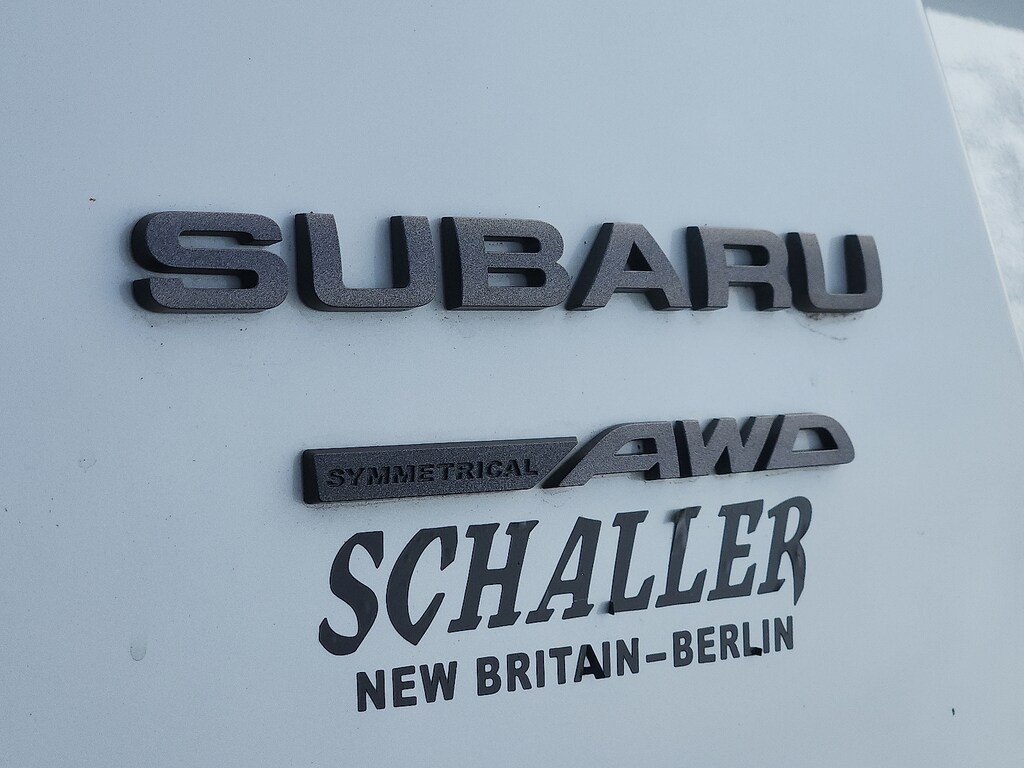 SUBARU
SYMMETRICAL AWD
SCHALLER
NEW BRITAIN-BERLIN